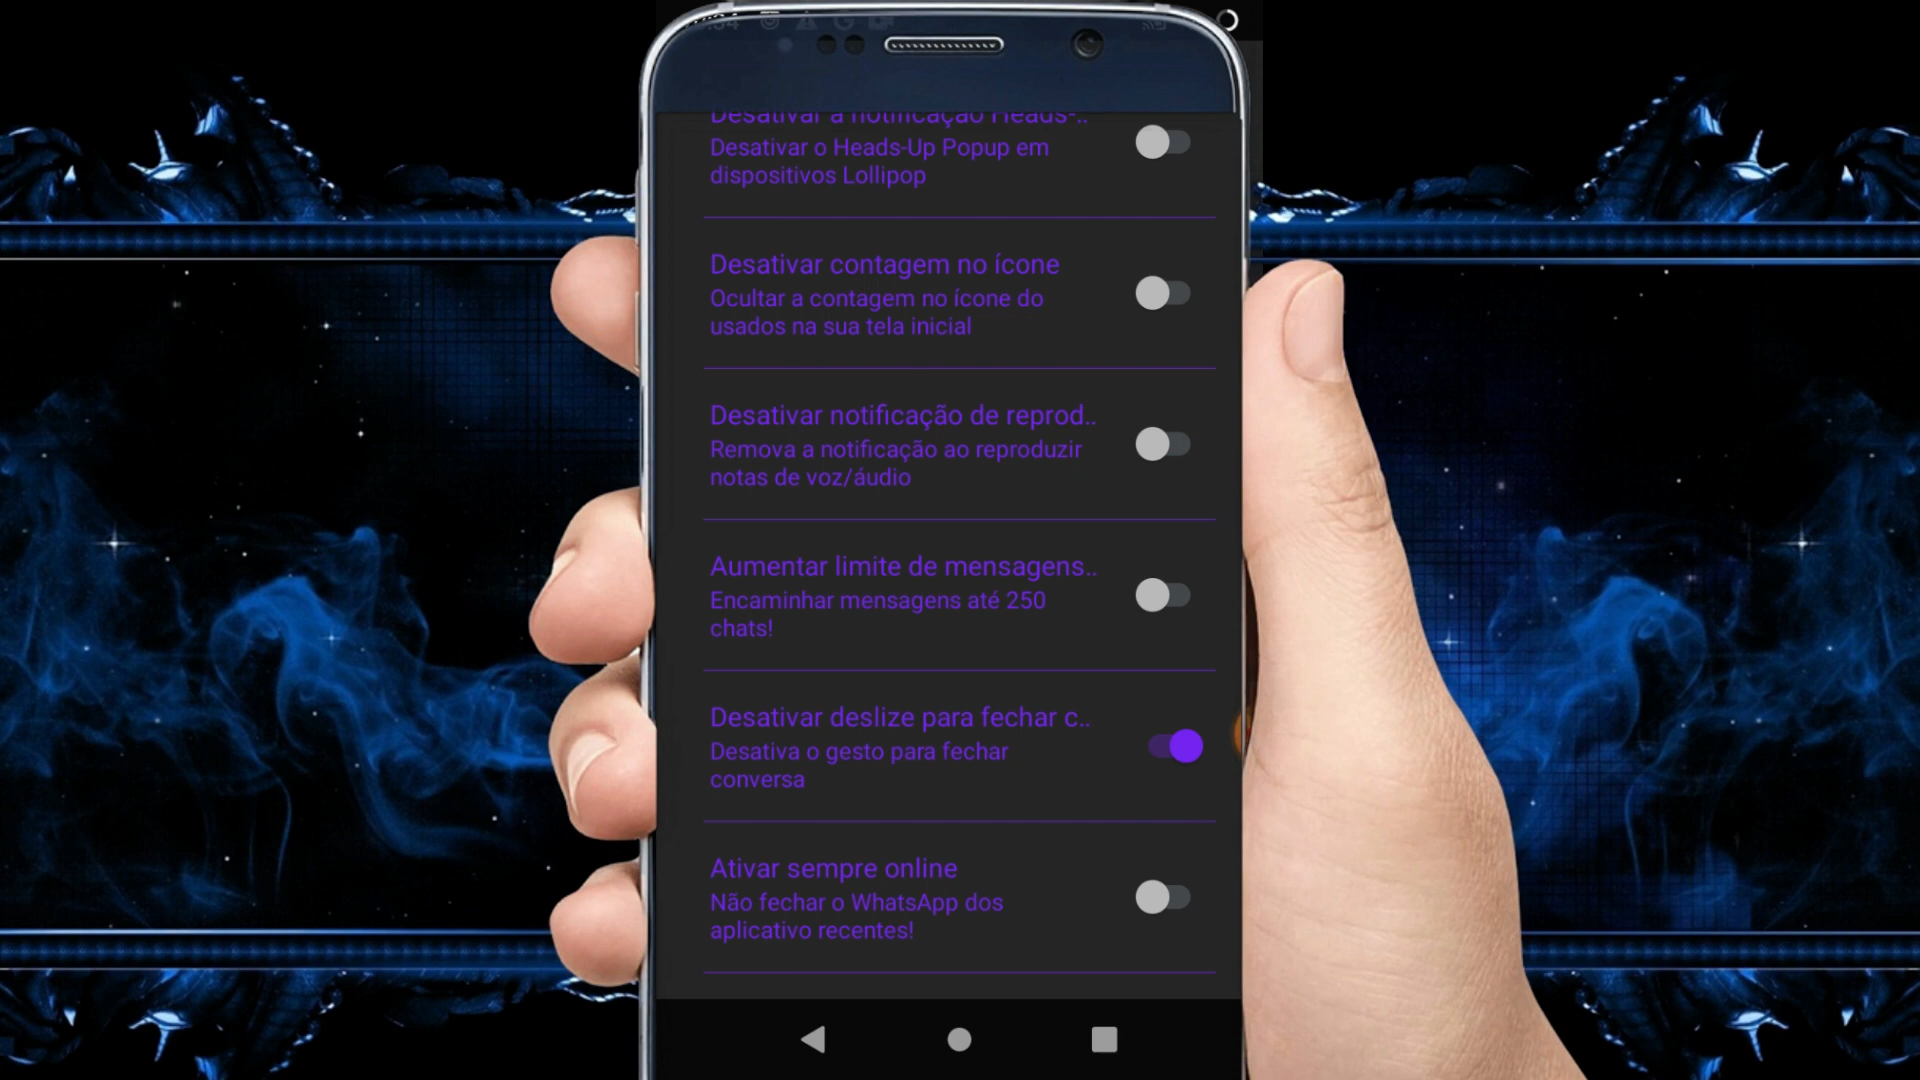 Desativar a notificação Heads-..
Desativar o Heads-Up Popup em
dispositivos Lollipop
Desativar contagem no ícone
Ocultar a contagem no ícone do
usados na sua tela inicial
Desativar notificação de reprod..
Remova a notificação ao reproduzir
notas de voz/áudio
Aumentar limite de mensagens..
Encaminhar mensagens até 250
chats!
Desativar deslize para fechar c..
Desativa o gesto para fechar
conversa
Ativar sempre online
Não fechar o WhatsApp dos
aplicativo recentes!